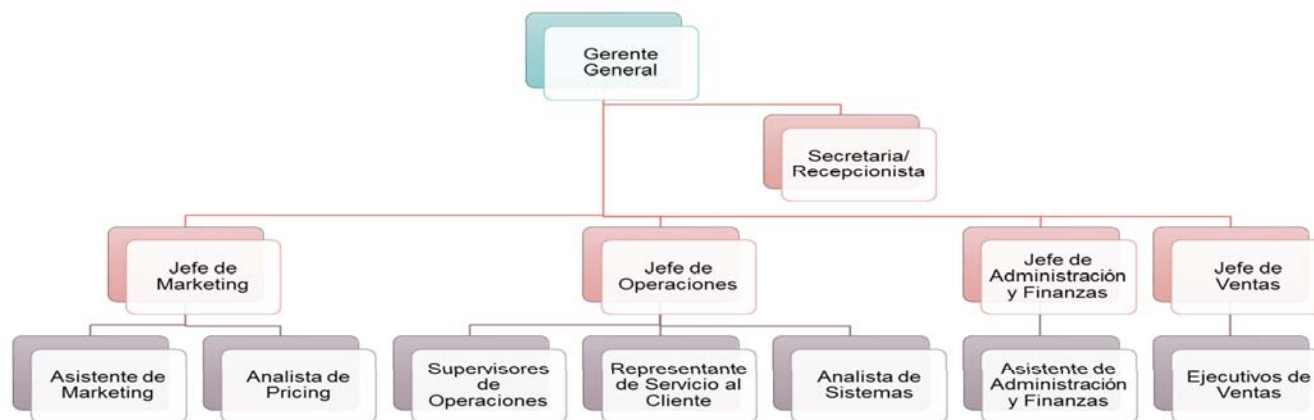 Gerente
General
Secretaria/
Recepcionista
Jefe de
Marketing
Jefe de
Operaciones
Jefe de
Administración
y Finanzas
Jefe de
Ventas
Asistente de
Marketing
Analista de
Pricing
Supervisores
de
Operaciones
Representante
de Servicio al
Cliente
Analista de
Sistemas
Asistente de
Administración
y Finanzas
Ejecutivos de
Ventas